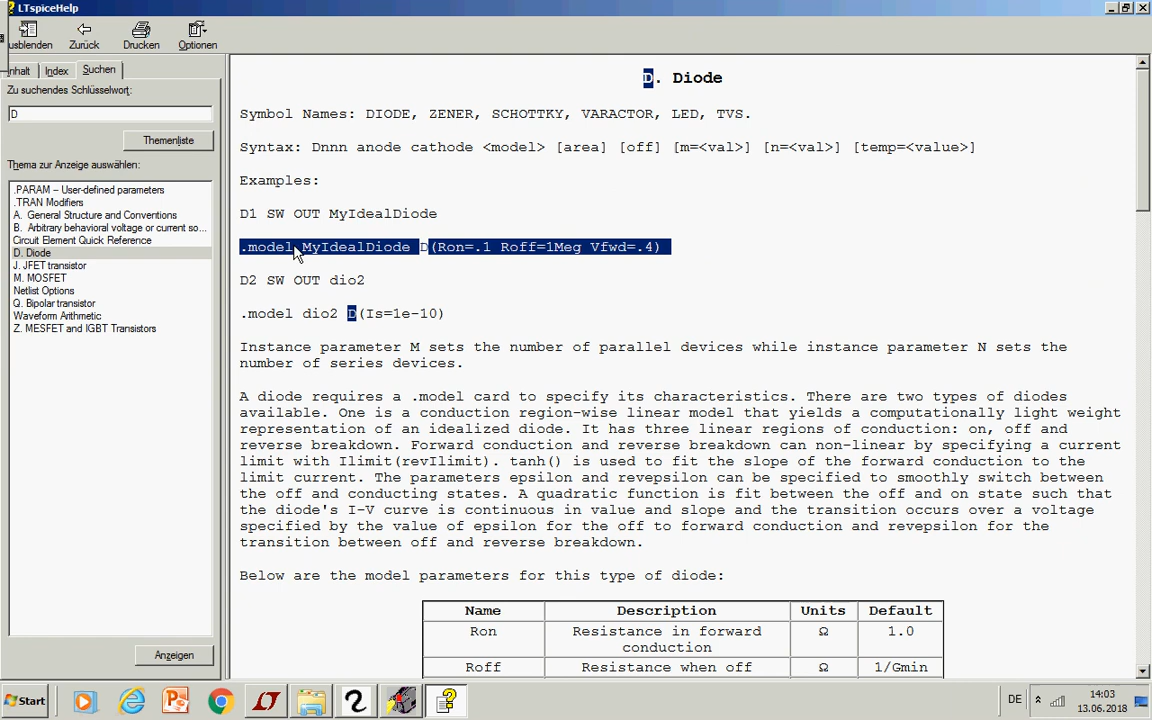 LTspiceHelp
usblenden Zurück Drucken Optionen
nhalt Index Suchen
Zu suchendes Schlüsselwort:
D
Themenliste
Thema zur Anzeige auswählen:
.PARAM – User-defined parameters
.TRAN Modifiers
A. General Structure and Conventions
B. Arbitrary behavioral voltage or current so...
Circuit Element Quick Reference
D. Diode
J. JFET transistor
M. MOSFET
Netlist Options
Q. Bipolar transistor
Waveform Arithmetic
Z. MESFET and IGBT Transistors
Anzeigen
D. Diode
Symbol Names: DIODE, ZENER, SCHOTTKY, VARACTOR, LED, TVS.
Syntax: Dnnn anode cathode <model> [area] [off] [m=<val>] [n=<val>] [temp=<value>]
Examples:
D1 SW OUT MyIdealDiode
.model MyIdealDiode D(Ron=.1 Roff=1Meg Vfwd=.4)
D2 SW OUT dio2
.model dio2 D(Is=1e-10)
Instance parameter M sets the number of parallel devices while instance parameter N sets the
number of series devices.
A diode requires a .model card to specify its characteristics. There are two types of diodes
available. One is a conduction region-wise linear model that yields a computationally light weight
representation of an idealized diode. It has three linear regions of conduction: on, off and
reverse breakdown. Forward conduction and reverse breakdown can non-linear by specifying a current
limit with Ilimit(revIlimit). tanh() is used to fit the slope of the forward conduction to the
limit current. The parameters epsilon and revepsilon can be specified to smoothly switch between
the off and conducting states. A quadratic function is fit between the off and on state such that
the diode's I-V curve is continuous in value and slope and the transition occurs over a voltage
specified by the value of epsilon for the off to forward conduction and revepsilon for the
transition between off and reverse breakdown.
Below are the model parameters for this type of diode:
Name Description Units Default
Ron Resistance in forward conduction Ω 1.0
Roff Resistance when off Ω 1/Gmin
Start DE 14:03
13.06.2018